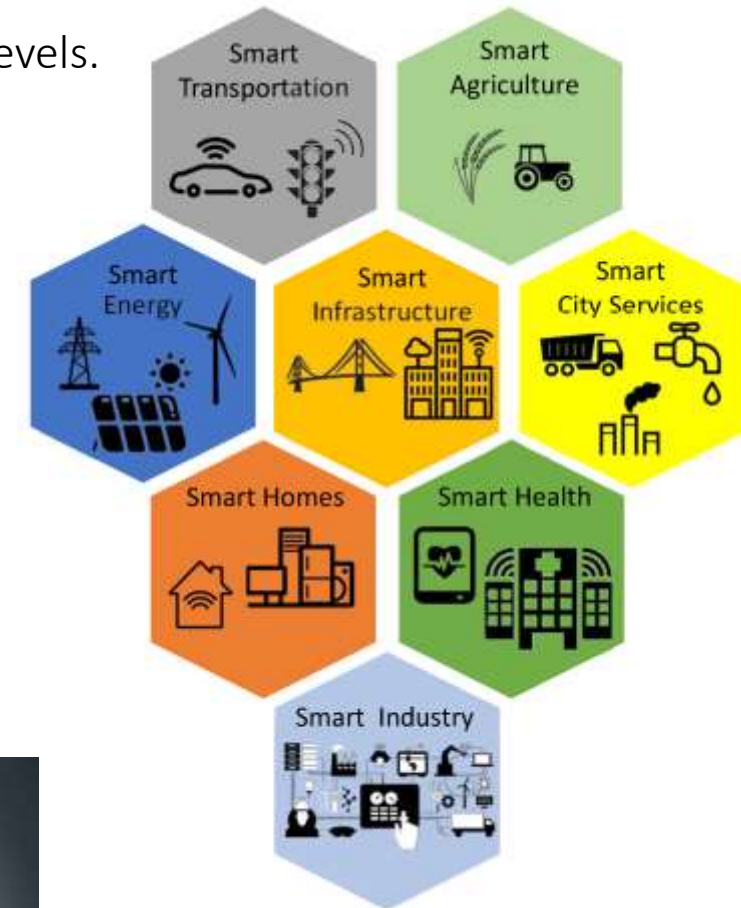 evels.
Smart
Transportation
Smart
Agriculture
Smart
Energy
Smart
Infrastructure
Smart
City Services
Smart Homes
Smart Health
Smart Industry